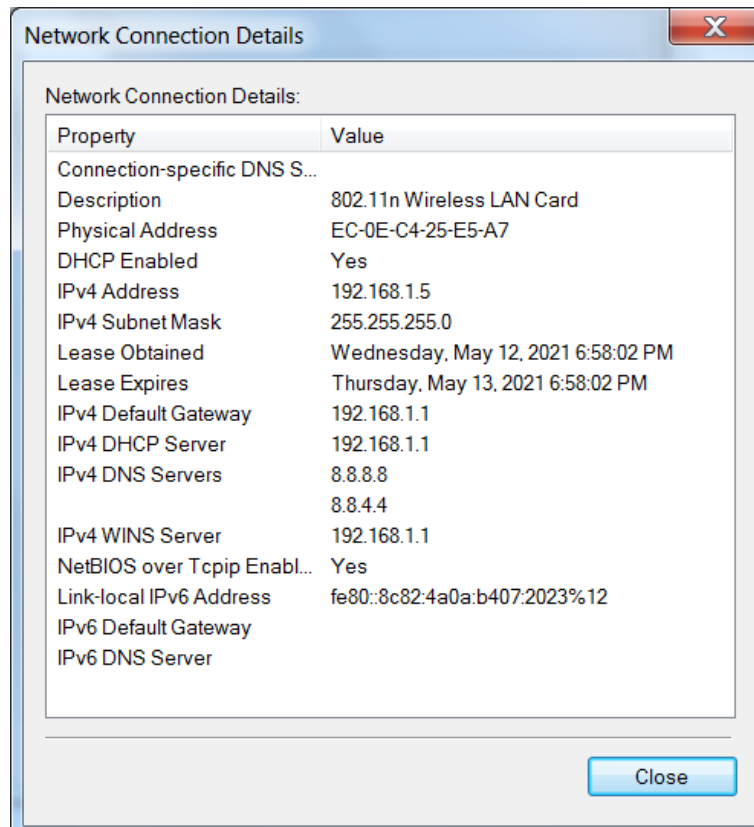 Network Connection Details
Network Connection Details:
Property Value
Connection-specific DNS S...
Description 802.11n Wireless LAN Card
Physical Address EC-0E-C4-25-E5-A7
DHCP Enabled Yes
IPv4 Address 192.168.1.5
IPv4 Subnet Mask 255.255.255.0
Lease Obtained Wednesday, May 12, 2021 6:58:02 PM
Lease Expires Thursday, May 13, 2021 6:58:02 PM
IPv4 Default Gateway 192.168.1.1
IPv4 DHCP Server 192.168.1.1
IPv4 DNS Servers 8.8.8.8
8.8.4.4
IPv4 WINS Server 192.168.1.1
NetBIOS over Tcpip Enabl... Yes
Link-local IPv6 Address fe80::8c82:4a0a:b407:2023%12
IPv6 Default Gateway
IPv6 DNS Server
Close